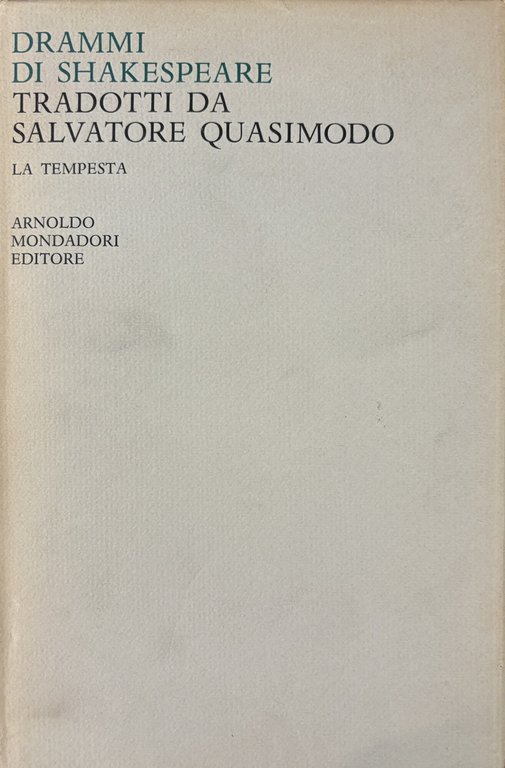 DRAMMI
DI SHAKESPEARE
TRADOTTI DA
SALVATORE QUASIMODO
LA TEMPESTA
ARNOLDO
MONDADORI
EDITORE